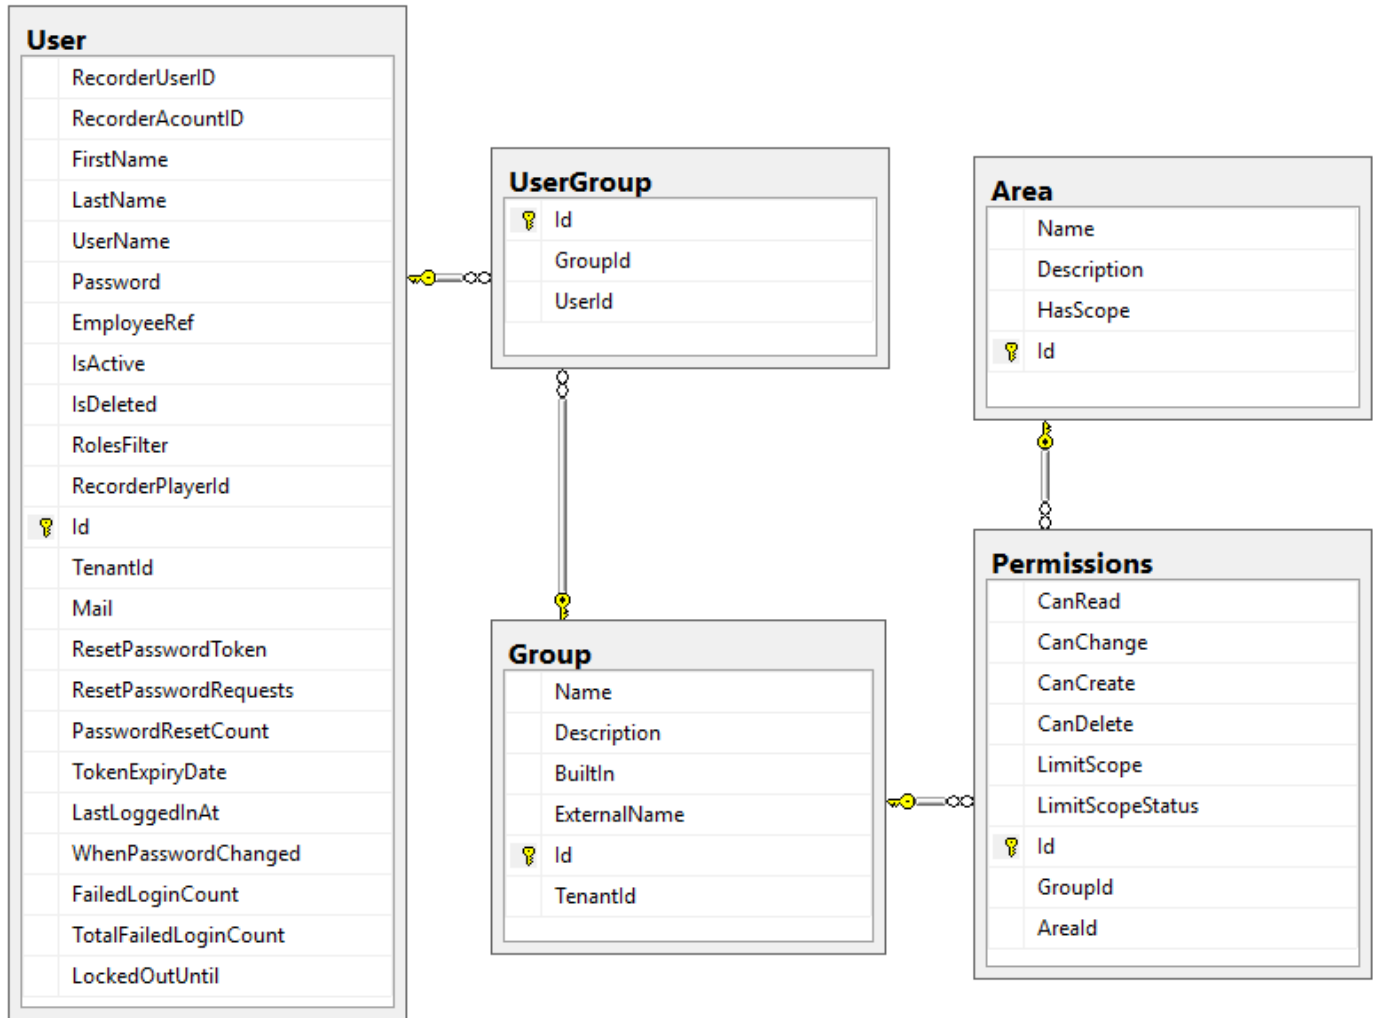 User
RecorderUserID
RecorderAcountID
FirstName
LastName
UserName
Password
EmployeeRef
IsActive
IsDeleted
RolesFilter
RecorderPlayerId
Id
TenantId
Mail
ResetPasswordToken
ResetPasswordRequests
PasswordResetCount
TokenExpiryDate
LastLoggedInAt
WhenPasswordChanged
FailedLoginCount
TotalFailedLoginCount
LockedOutUntil
UserGroup
Id
GroupId
UserId
Group
Name
Description
BuiltIn
ExternalName
Id
TenantId
Area
Name
Description
HasScope
Id
Permissions
CanRead
CanChange
CanCreate
CanDelete
LimitScope
LimitScopeStatus
Id
GroupId
AreaId